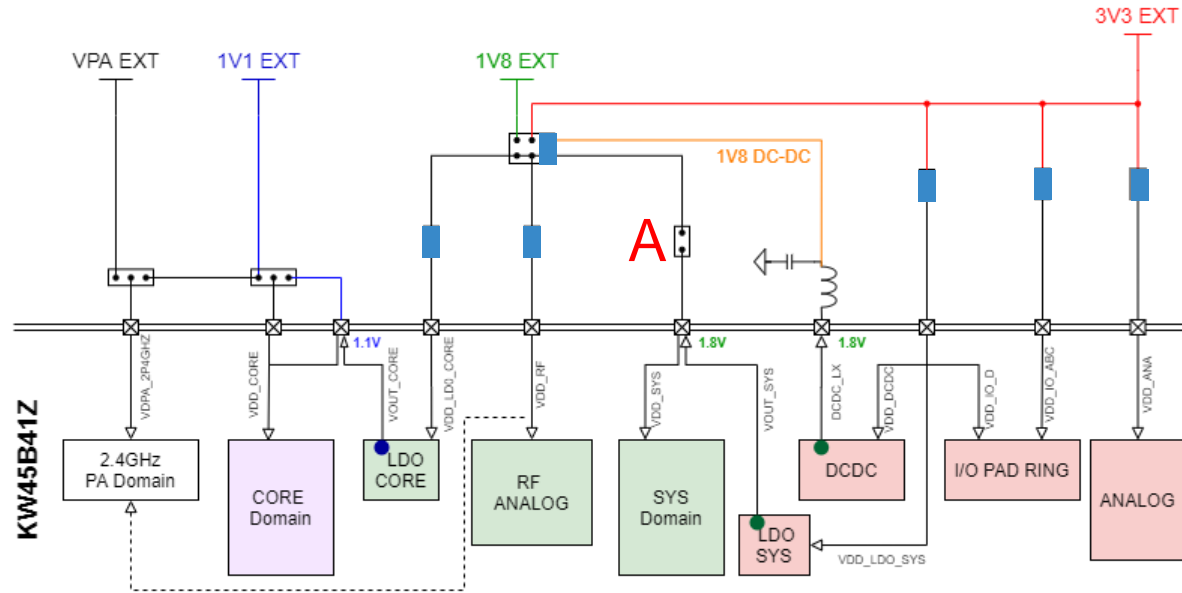 3V3 EXT
VPA EXT
1V1 EXT
1V8 EXT
1V8 DC-DC
A
1.1V
1.8V
1.8V
VDPA_2P4GHZ
VDD_CORE
VOUT_CORE
VDD_LD0_CORE
VDD_RF
VDD_SYS
VOUT_SYS
DCDC_LX
VDD_DCDC
VDD_IO_D
VDD_IO_ABC
VDD_ANA
KW45B41Z
2.4GHz
PA Domain
CORE
Domain
LDO
CORE
RF
ANALOG
SYS
Domain
DCDC
I/O PAD RING
ANALOG
LDO
SYS
VDD_LDO_SYS